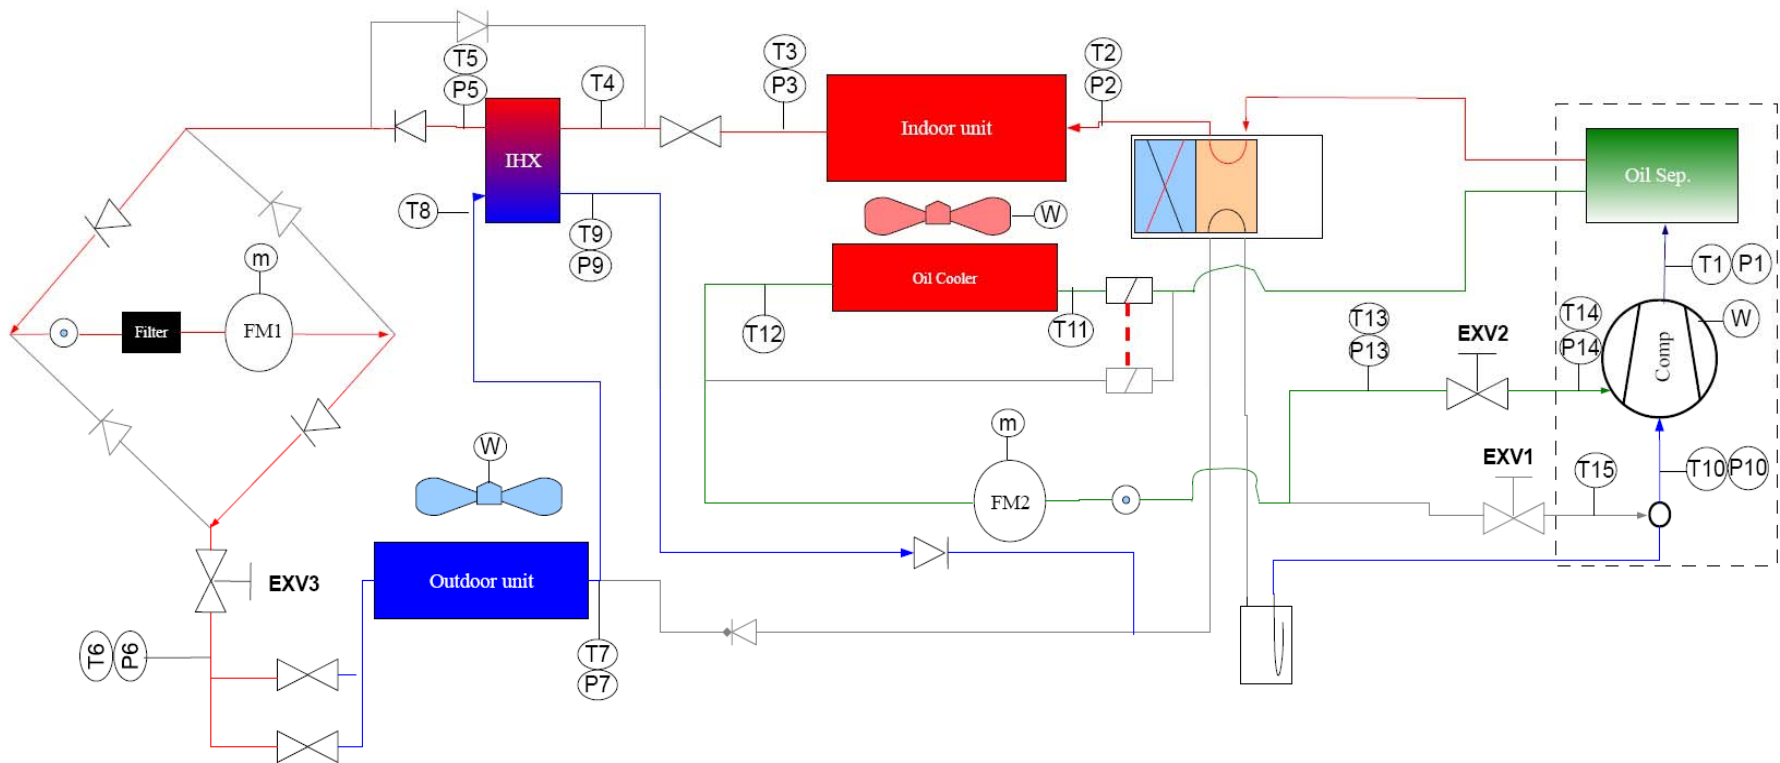 T5
P5
T4
T3
P3
T2
P2
Indoor unit
IHX
Oil Sep.
T8
T9
P9
W
m
Oil Cooler
T1
P1
T12
T11
Filter
FM1
T13
P13
EXV2
T14
P14
W
Comp
m
W
FM2
EXV1
T15
T10
P10
Outdoor unit
EXV3
T6
P6
T7
P7